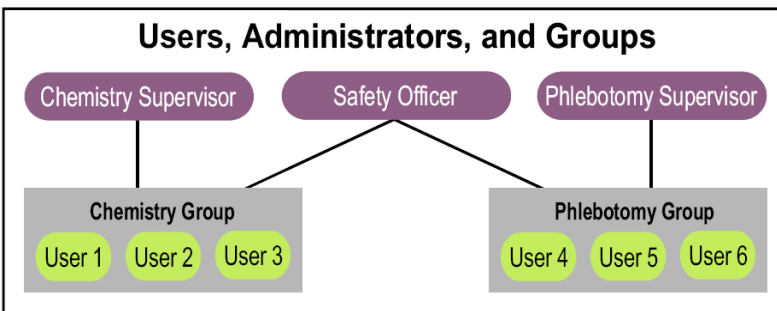 Users, Administrators, and Groups
Chemistry Supervisor
Safety Officer
Phlebotomy Supervisor
Chemistry Group
User 1
User 2
User 3
Phlebotomy Group
User 4
User 5
User 6